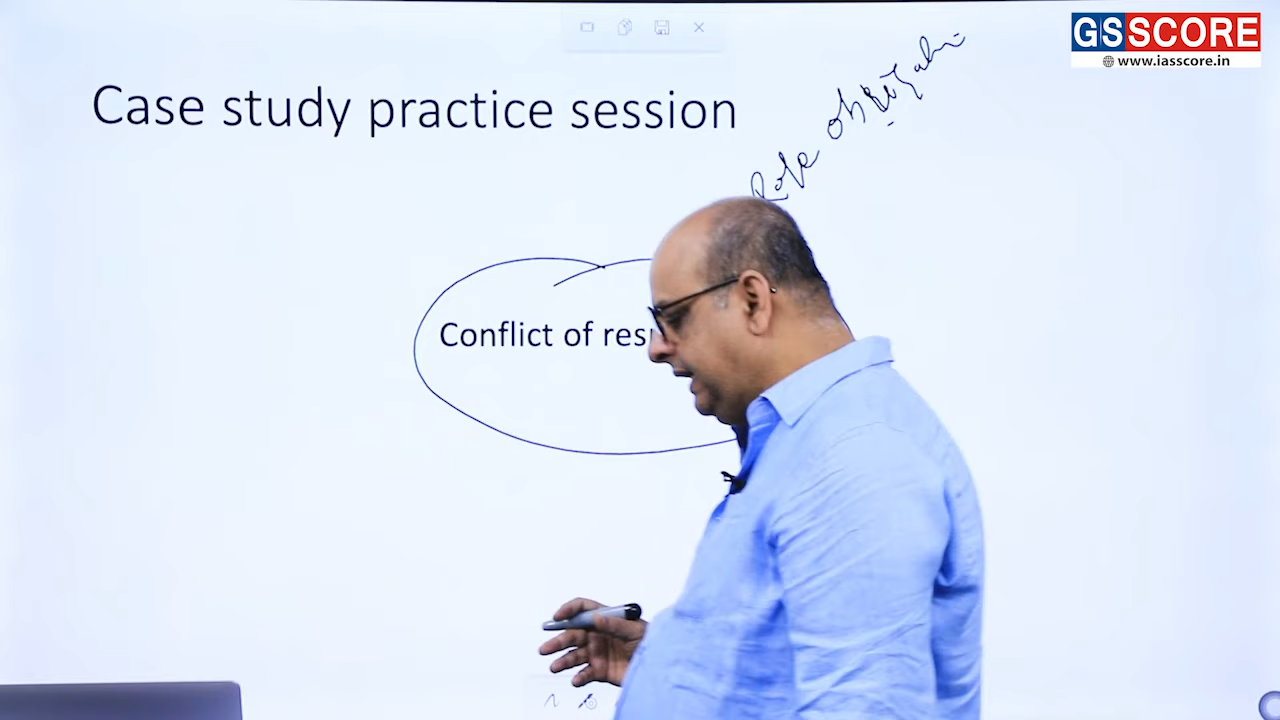 GSSCORE
www.iasscore.in
Case study practice session
Role obligation
Conflict of res